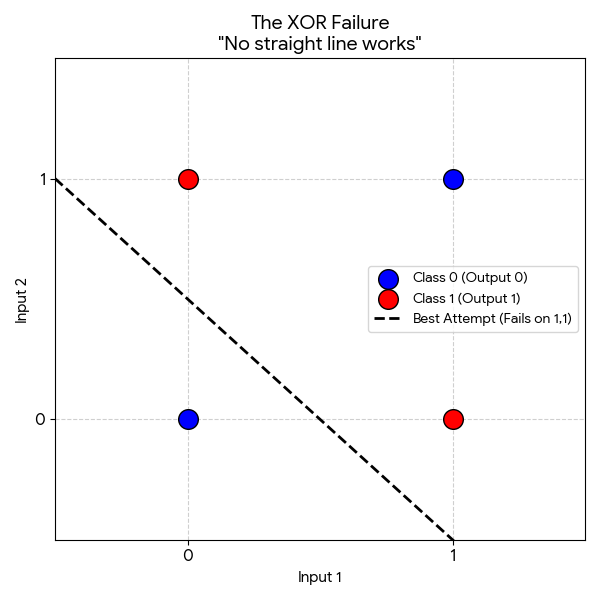 The XOR Failure
"No straight line works"
1
Input 2
Class 0 (Output 0)
Class 1 (Output 1)
Best Attempt (Fails on 1,1)
0
0
1
Input 1